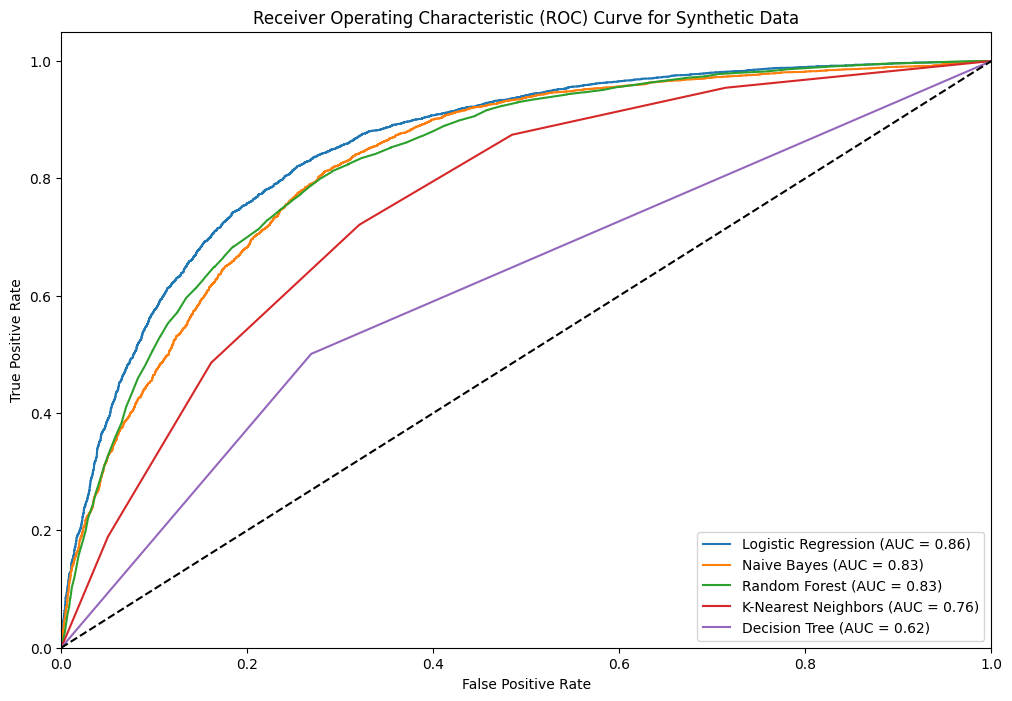 Receiver Operating Characteristic (ROC) Curve for Synthetic Data
1.0
0.8
0.6
0.4
0.2
0.0
True Positive Rate
0.0 0.2 0.4 0.6 0.8 1.0
False Positive Rate
Logistic Regression (AUC = 0.86)
Naive Bayes (AUC = 0.83)
Random Forest (AUC = 0.83)
K-Nearest Neighbors (AUC = 0.76)
Decision Tree (AUC = 0.62)